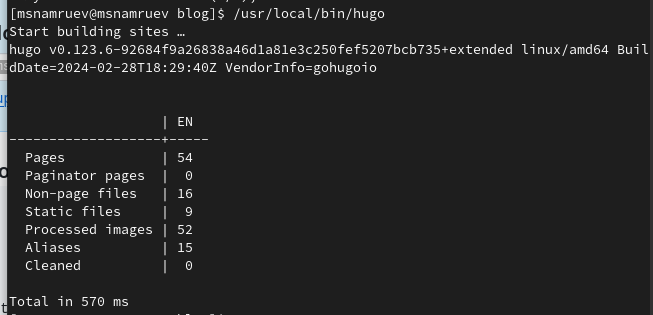 [msnamruev@msnamruev blog]$ /usr/local/bin/hugo
Start building sites …
hugo v0.123.6-92684f9a26838a46d1a81e3c250fef5207bcb735+extended linux/amd64 Buil
dDate=2024-02-28T18:29:40Z VendorInfo=gohugoio
| EN
-------------------+-----
Pages | 54
Paginator pages | 0
Non-page files | 16
Static files | 9
Processed images | 52
Aliases | 15
Cleaned | 0
Total in 570 ms